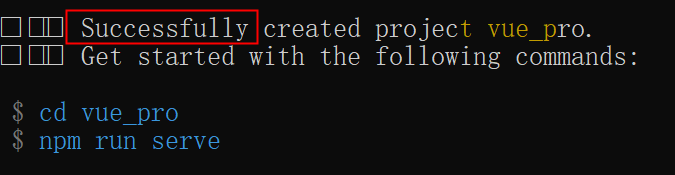 Successfully created project vue_pro.
Get started with the following commands:
$ cd vue_pro
$ npm run serve